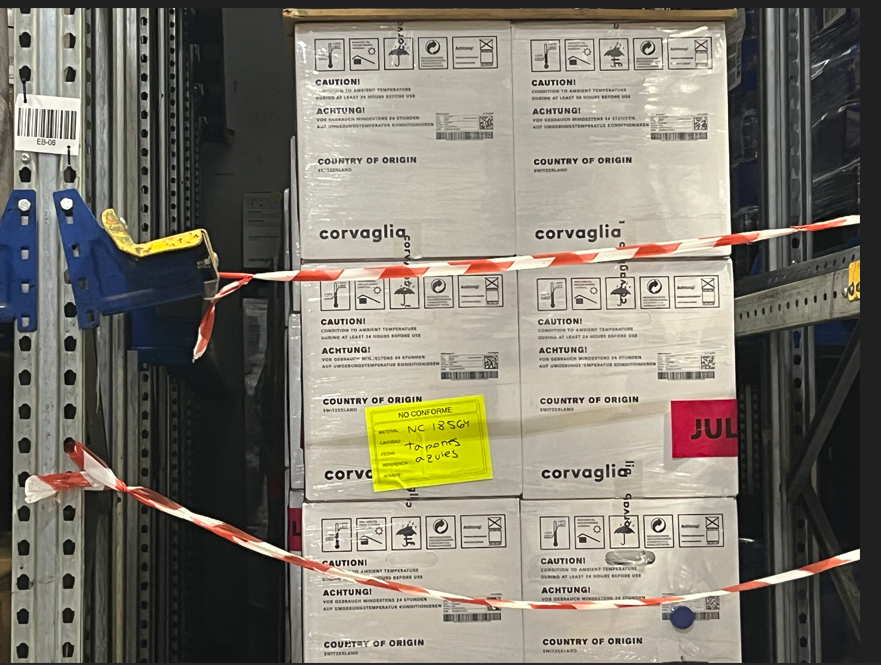 EB-06
Achtung!
CAUTION!
CONDITION TO AMBIENT TEMPERATURE
DURING AT LEAST 24 HOURS BEFORE USE
ACHTUNG!
VOR GEBRAUCH MINDESTENS 24 STUNDEN
AUF UMGEBUNGSTEMPERATUR KONDITIONIEREN
COUNTRY OF ORIGIN
SWITZERLAND
corvaglia
Achtung!
CAUTION!
CONDITION TO AMBIENT TEMPERATURE
DURING AT LEAST 24 HOURS BEFORE USE
ACHTUNG!
VOR GEBRAUCH MINDESTENS 24 STUNDEN
AUF UMGEBUNGSTEMPERATUR KONDITIONIEREN
COUNTRY OF ORIGIN
SWITZERLAND
corvaglia
Achtung!
CAUTION!
CONDITION TO AMBIENT TEMPERATURE
DURING AT LEAST 24 HOURS BEFORE USE
ACHTUNG!
VOR GEBRAUCH MINDESTENS 24 STUNDEN
AUF UMGEBUNGSTEMPERATUR KONDITIONIEREN
COUNTRY OF ORIGIN
SWITZERLAND
NO CONFORME
MATERIAL NC 18564
CANTIDAD
FECHA tapones
REFERENCIA azules
corva
Achtung!
CAUTION!
CONDITION TO AMBIENT TEMPERATURE
DURING AT LEAST 24 HOURS BEFORE USE
ACHTUNG!
VOR GEBRAUCH MINDESTENS 24 STUNDEN
AUF UMGEBUNGSTEMPERATUR KONDITIONIEREN
COUNTRY OF ORIGIN
SWITZERLAND
JUL
corvaglia
Achtung!
CAUTION!
CONDITION TO AMBIENT TEMPERATURE
DURING AT LEAST 24 HOURS BEFORE USE
ACHTUNG!
VOR GEBRAUCH MINDESTENS 24 STUNDEN
AUF UMGEBUNGSTEMPERATUR KONDITIONIEREN
COUNTRY OF ORIGIN
SWITZERLAND
Achtung!
CAUTION!
CONDITION TO AMBIENT TEMPERATURE
DURING AT LEAST 24 HOURS BEFORE USE
ACHTUNG!
VOR GEBRAUCH MINDESTENS 24 STUNDEN
AUF UMGEBUNGSTEMPERATUR KONDITIONIEREN
COUNTRY OF ORIGIN
SWITZERLAND